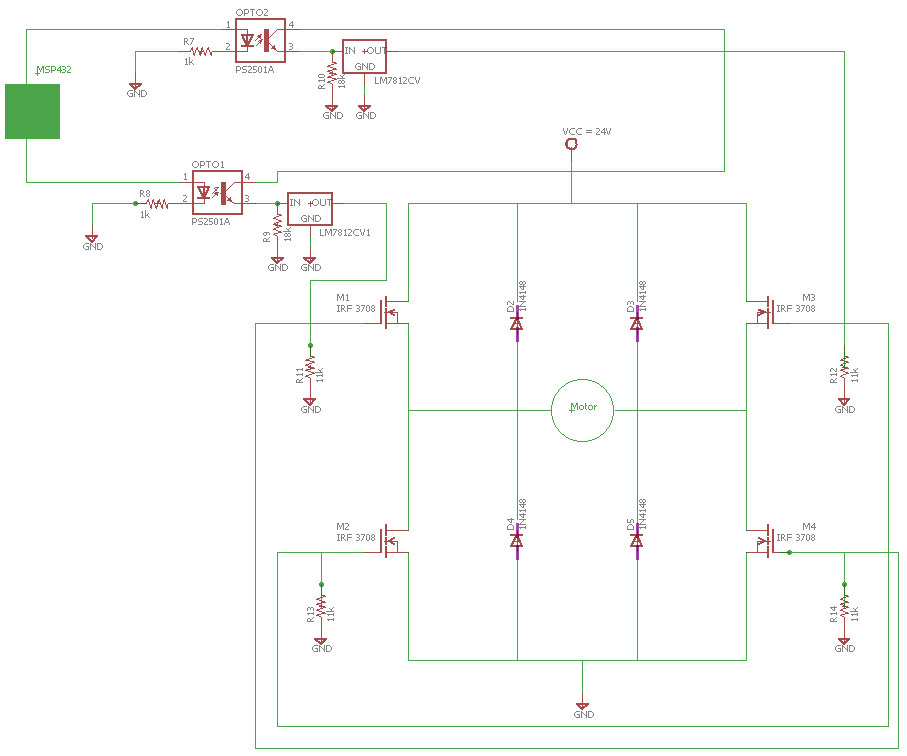 OPTO2
1
4
R7
2
3
1k
PS2501A
IN
+OUT
GND
LM7812CV
R10
18k
MSP432
GND
GND
GND
VCC = 24V
OPTO1
1
4
R8
2
3
1k
PS2501A
IN
+OUT
GND
LM7812CV1
R9
18k
GND
GND
GND
M1
IRF 3708
D2
1N4148
D3
1N4148
M3
IRF 3708
R11
11k
GND
Motor
R12
11k
GND
M2
IRF 3708
D4
1N4148
D5
1N4148
M4
IRF 3708
R13
11k
GND
R14
11k
GND
GND